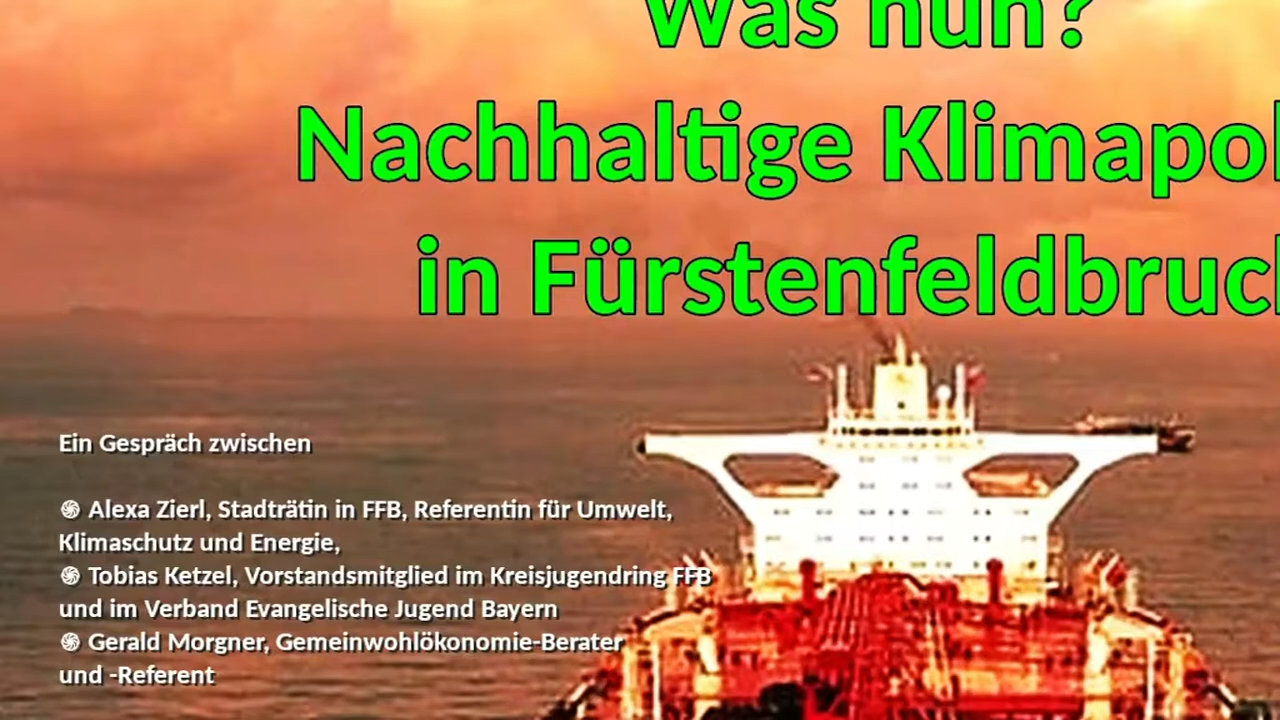 Was nun?
Nachhaltige Klimapol
in Fürstenfeldbruck
Ein Gespräch zwischen
֍ Alexa Zierl, Stadträtin in FFB, Referentin für Umwelt,
Klimaschutz und Energie,
֍ Tobias Ketzel, Vorstandsmitglied im Kreisjugendring FFB
und im Verband Evangelische Jugend Bayern
֍ Gerald Morgner, Gemeinwohlökonomie-Berater
und -Referent